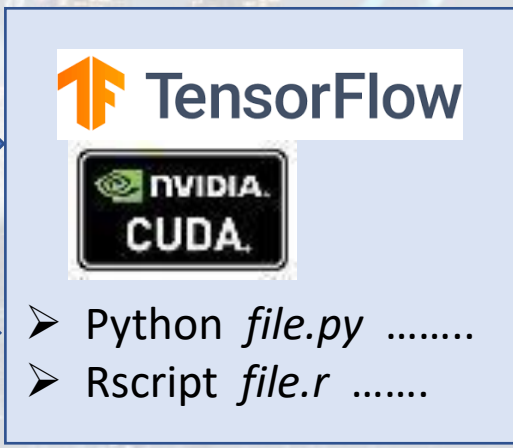 TensorFlow
NVIDIA.
CUDA.
➢ Python file.py ……..
➢ Rscript file.r …….